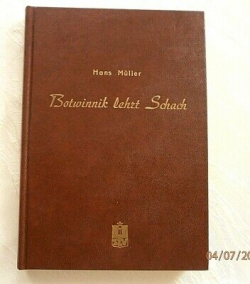 Hans Müller
Botwinnik lehrt Schach
04/07/20